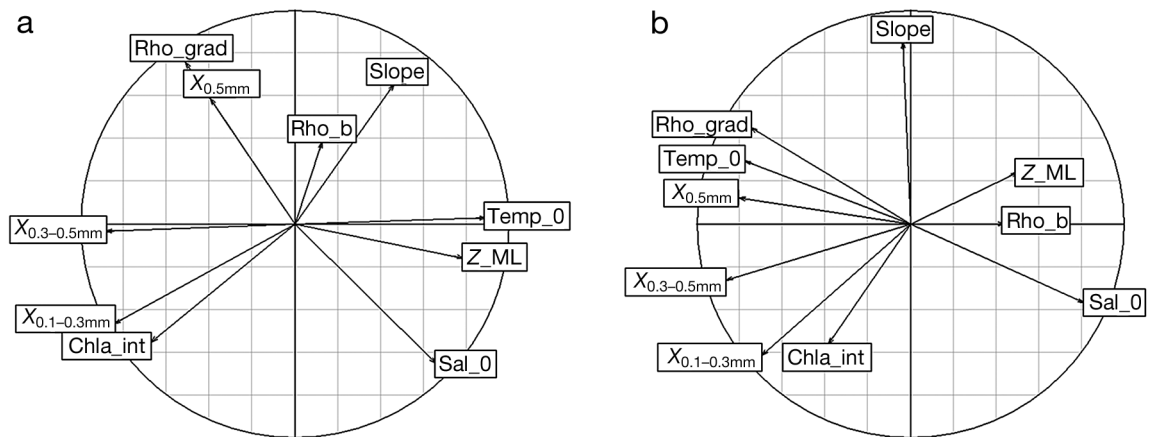 a
Rho_grad
X0.5mm
Slope
Rho_b
X0.3–0.5mm
Temp_0
Z_ML
X0.1–0.3mm
Chla_int
Sal_0
b
Slope
Rho_grad
Temp_0
X0.5mm
Z_ML
Rho_b
X0.3–0.5mm
Sal_0
X0.1–0.3mm
Chla_int